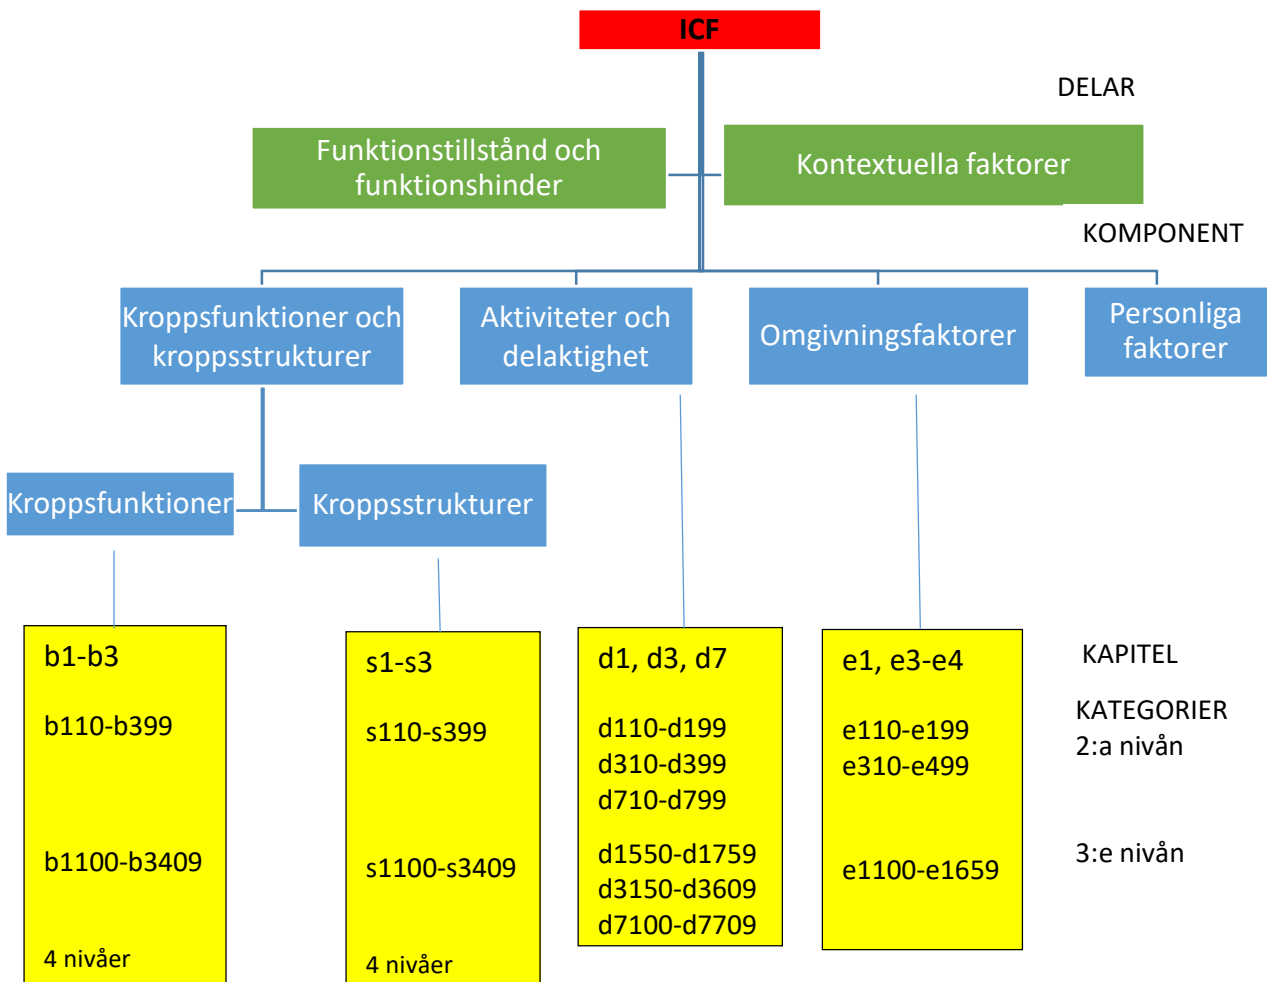 ICF
DELAR
Funktionstillstånd och
funktionshinder
Kontextuella faktorer
KOMPONENT
Kroppsfunktioner och
kroppsstrukturer
Aktiviteter och
delaktighet
Omgivningsfaktorer
Personliga
faktorer
Kroppsfunktioner
Kroppsstrukturer
b1-b3
b110-b399
b1100-b3409
4 nivåer
s1-s3
s110-s399
s1100-s3409
4 nivåer
d1, d3, d7
d110-d199
d310-d399
d710-d799
d1550-d1759
d3150-d3609
d7100-d7709
e1, e3-e4
e110-e199
e310-e499
e1100-e1659
KAPITEL
KATEGORIER
2:a nivån
3:e nivån